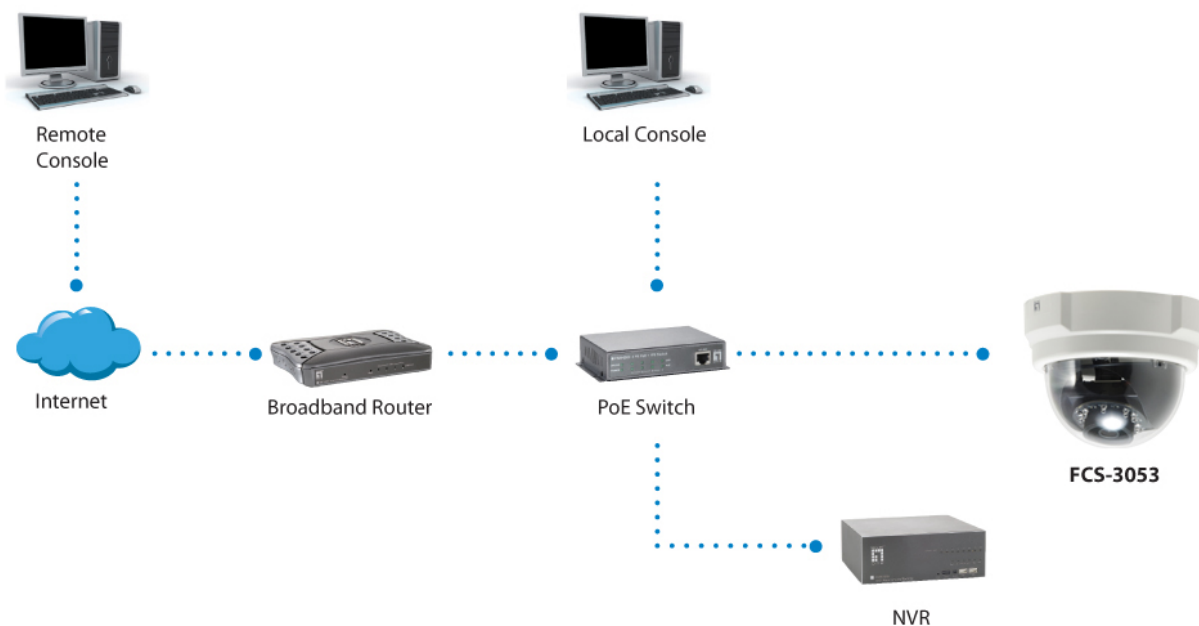 Remote
Console
Local Console
Internet
Broadband Router
PoE Switch
FCS-3053
NVR